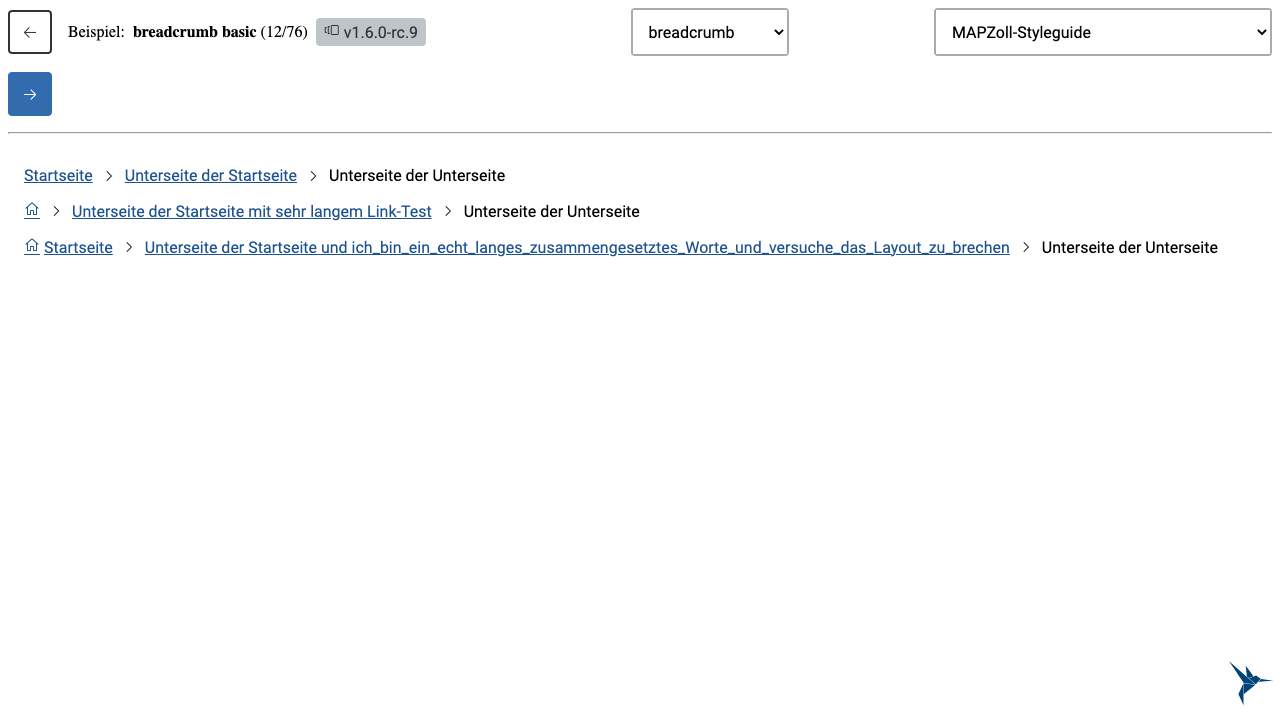 Beispiel: breadcrumb basic (12/76) v1.6.0-rc.9 breadcrumb MAPZoll-Styleguide
Startseite Unterseite der Startseite Unterseite der Unterseite
Unterseite der Startseite mit sehr langem Link-Test Unterseite der Unterseite
Startseite Unterseite der Startseite und ich_bin_ein_echt_langes_zusammengesetztes_Worte_und_versuche_das_Layout_zu_brechen Unterseite der Unterseite